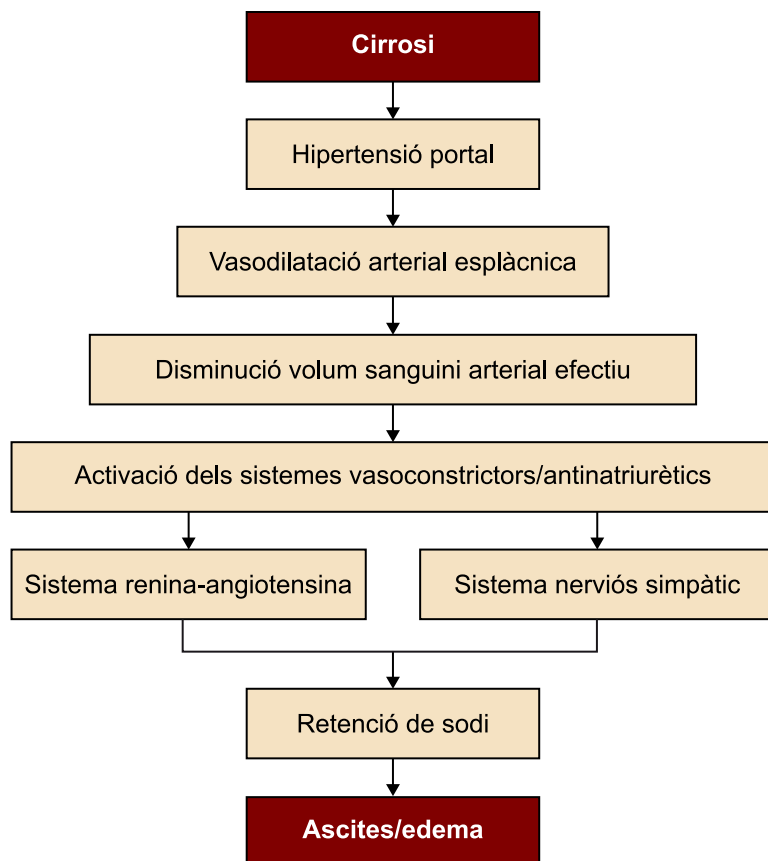 Cirrosi
Hipertensió portal
Vasodilatació arterial esplàcnica
Disminució volum sanguini arterial efectiu
Activació dels sistemes vasoconstrictors/antinatriurètics
Sistema renina-angiotensina
Sistema nerviós simpàtic
Retenció de sodi
Ascites/edema